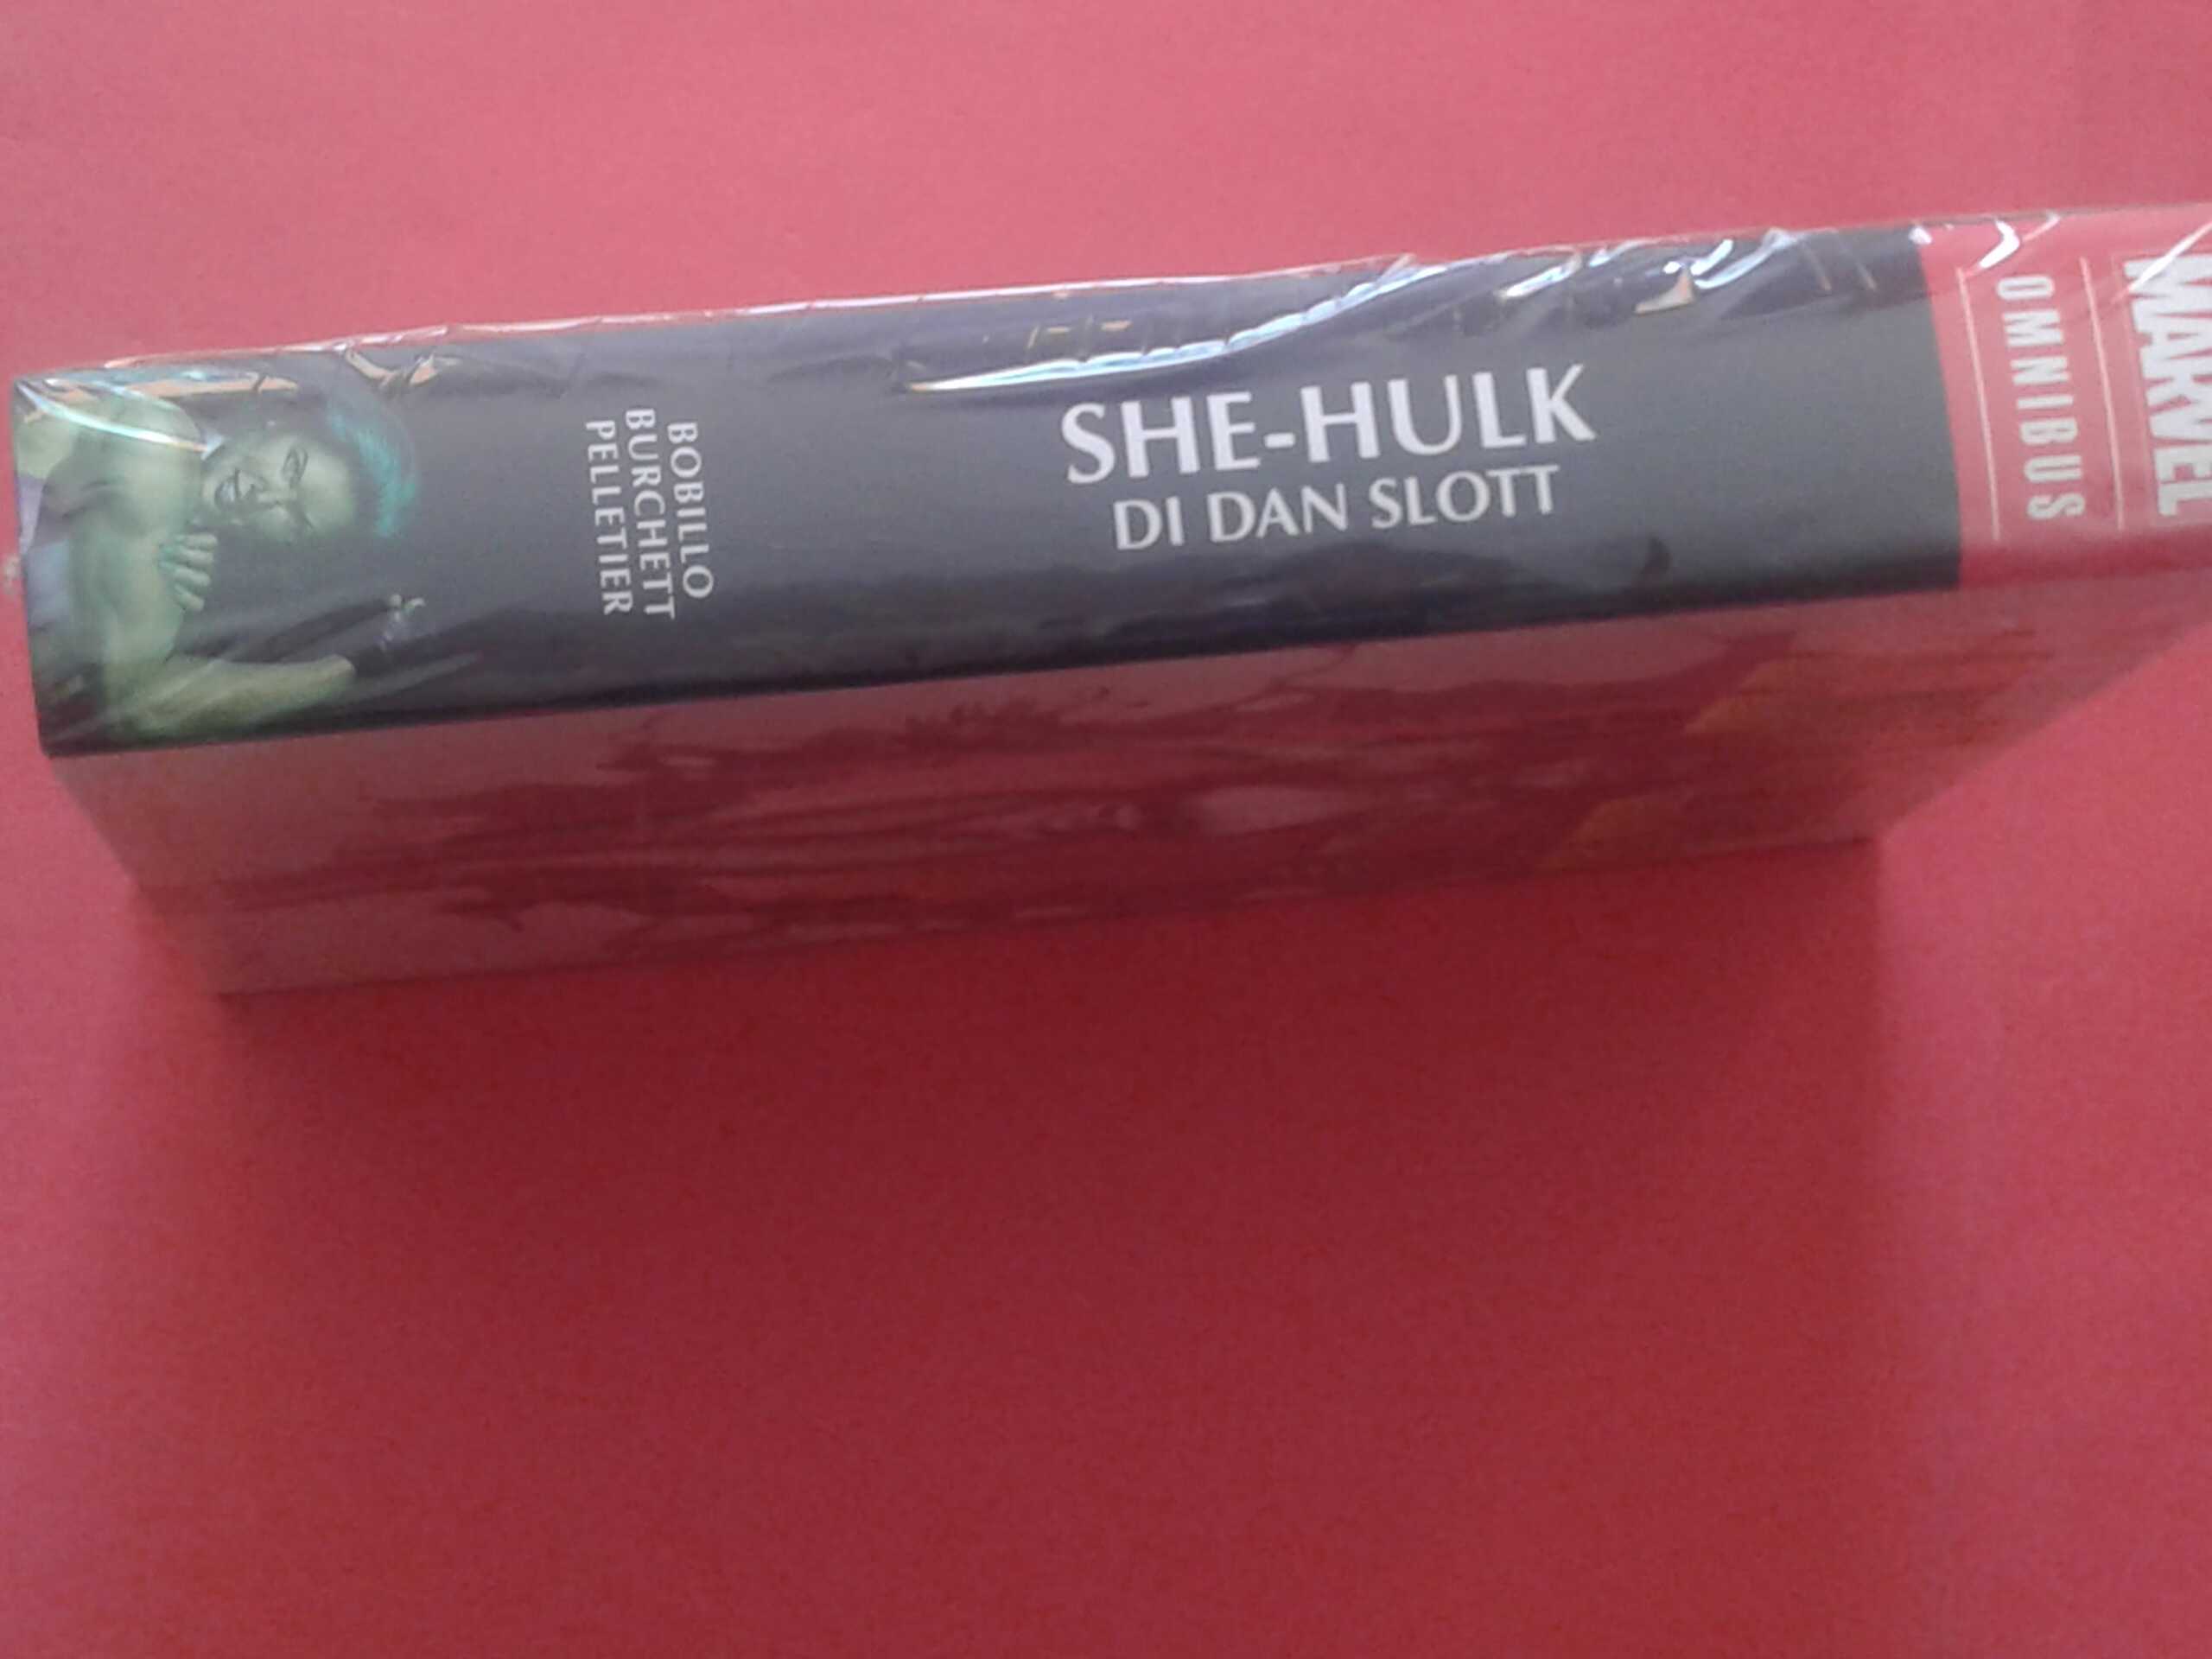 MARVEL
OMNIBUS
SHE-HULK
DI DAN SLOTT
BOBILLO
BURCHETT
PELLETIER